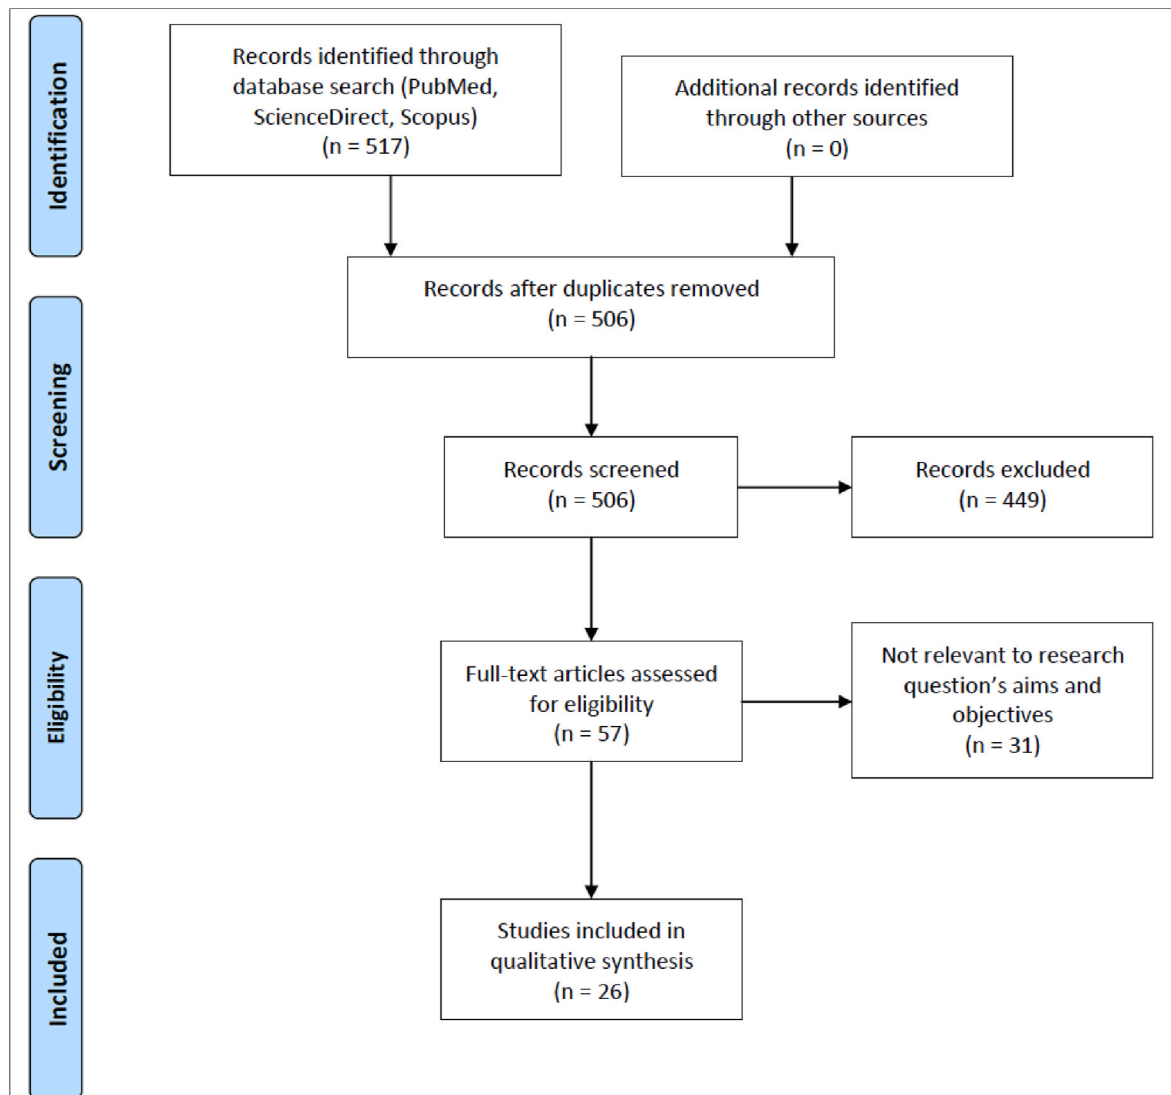 Identification
Records identified through
database search (PubMed,
ScienceDirect, Scopus)
(n = 517)
Additional records identified
through other sources
(n = 0)
Records after duplicates removed
(n = 506)
Screening
Records screened
(n = 506)
Records excluded
(n = 449)
Eligibility
Full-text articles assessed
for eligibility
(n = 57)
Not relevant to research
question’s aims and
objectives
(n = 31)
Included
Studies included in
qualitative synthesis
(n = 26)